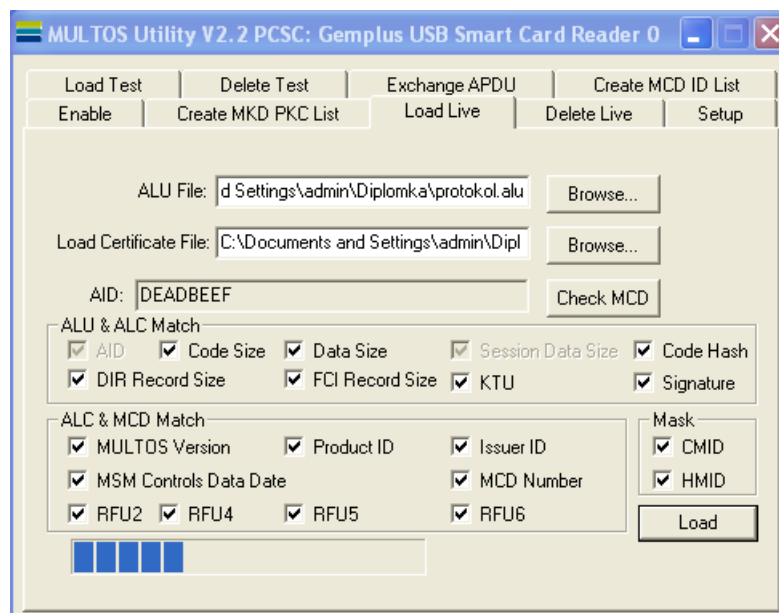 MULTOS Utility V2.2 PCSC: Gemplus USB Smart Card Reader 0
Load Test Delete Test Exchange APDU Create MCD ID List
Enable Create MKD PKC List Load Live Delete Live Setup
ALU File: d Settings\admin\Diplomka\protokol.alu Browse...
Load Certificate File: C:\Documents and Settings\admin\Dipl Browse...
AID: DEADBEEF Check MCD
ALU & ALC Match
AID Code Size Data Size Session Data Size Code Hash
DIR Record Size FCI Record Size KTU Signature
ALC & MCD Match Mask
MULTOS Version Product ID Issuer ID CMID
MSM Controls Data Date MCD Number HMID
RFU2 RFU4 RFU5 RFU6 Load